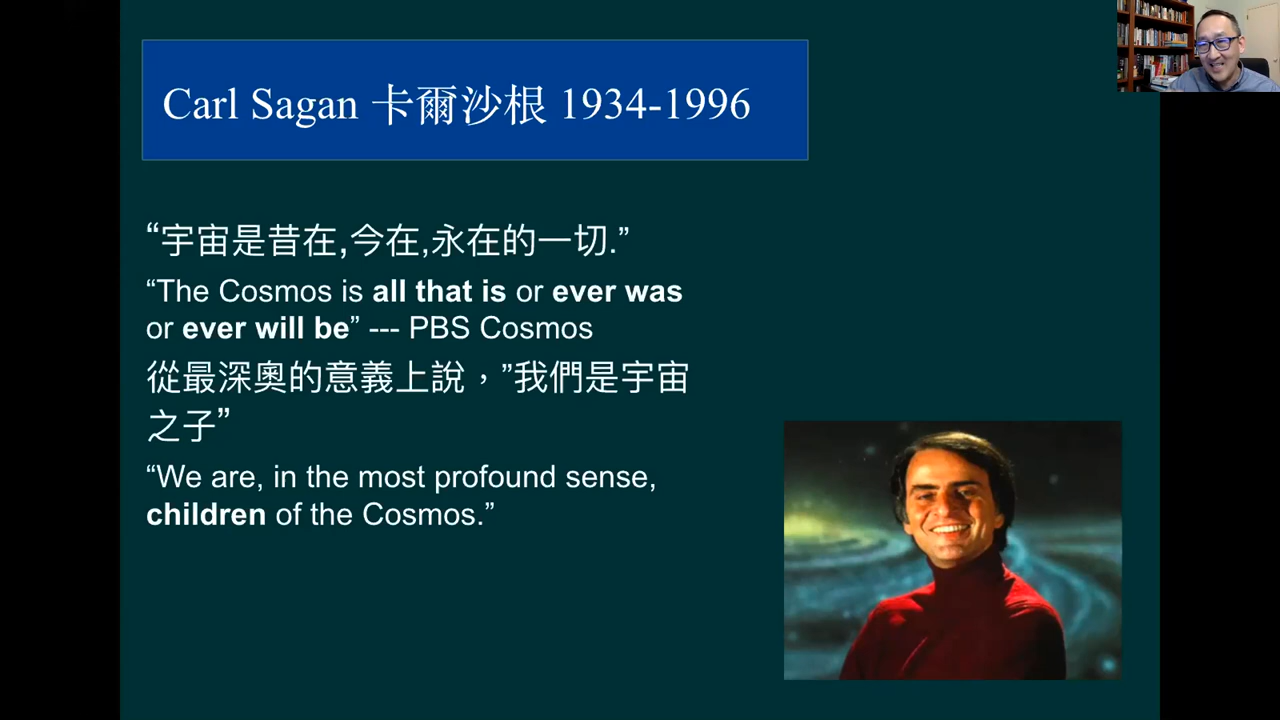 Carl Sagan 卡爾沙根 1934-1996
“宇宙是昔在,今在,永在的一切.”
“The Cosmos is all that is or ever was
or ever will be” --- PBS Cosmos
從最深奧的意義上說，”我們是宇宙
之子”
“We are, in the most profound sense,
children of the Cosmos.”